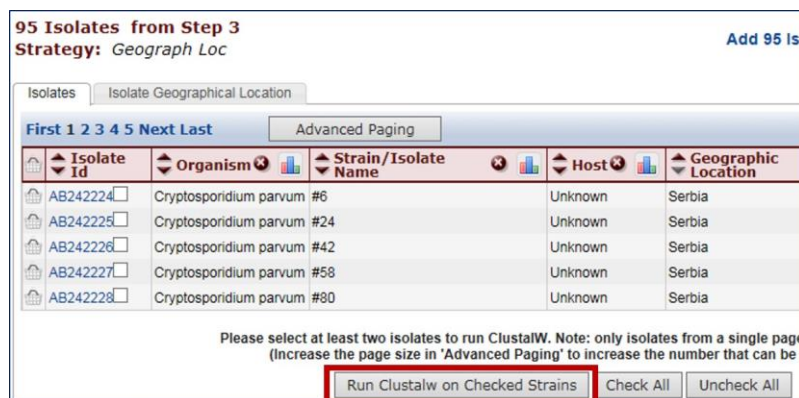 95 Isolates from Step 3
Strategy: Geograph Loc
Add 95 Is
Isolates Isolate Geographical Location
First 1 2 3 4 5 Next Last Advanced Paging
Isolate Id Organism Strain/Isolate Name Host Geographic Location
AB242224 Cryptosporidium parvum #6 Unknown Serbia
AB242225 Cryptosporidium parvum #24 Unknown Serbia
AB242226 Cryptosporidium parvum #42 Unknown Serbia
AB242227 Cryptosporidium parvum #58 Unknown Serbia
AB242228 Cryptosporidium parvum #80 Unknown Serbia
Please select at least two isolates to run ClustalW. Note: only isolates from a single page
(Increase the page size in 'Advanced Paging' to increase the number that can be
Run Clustalw on Checked Strains Check All Uncheck All